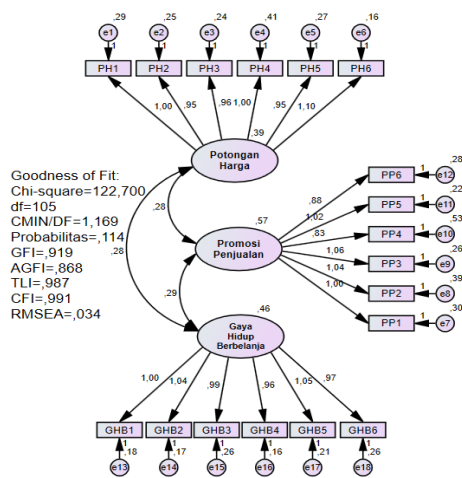 ,29 ,25 ,24 ,41 ,27 ,16
e1 e2 e3 e4 e5 e6
1 1 1 1 1 1
PH1 PH2 PH3 PH4 PH5 PH6
1,00 ,95 ,96 1,00 ,95 1,10
,39
Potongan
Harga
Goodness of Fit:
Chi-square=122,700
df=105
CMIN/DF=1,169
Probabilitas=,114
GFI=,919
AGFI=,868
TLI=,987
CFI=,991
RMSEA=,034
,28
,28
,57
Promosi
Penjualan
,29
,88 PP6 1 e12 ,28
1,02 PP5 1 e11 ,22
,83 PP4 1 e10 ,53
1,06 PP3 1 e9 ,26
1,04 PP2 1 e8 ,39
1,00 PP1 1 e7 ,30
,46
Gaya
Hidup
Berbelanja
1,00 1,04 ,99 ,96 1,05 ,97
GHB1 GHB2 GHB3 GHB4 GHB5 GHB6
1 1 1 1 1 1
,18 ,17 ,26 ,16 ,21 ,26
e13 e14 e15 e16 e17 e18